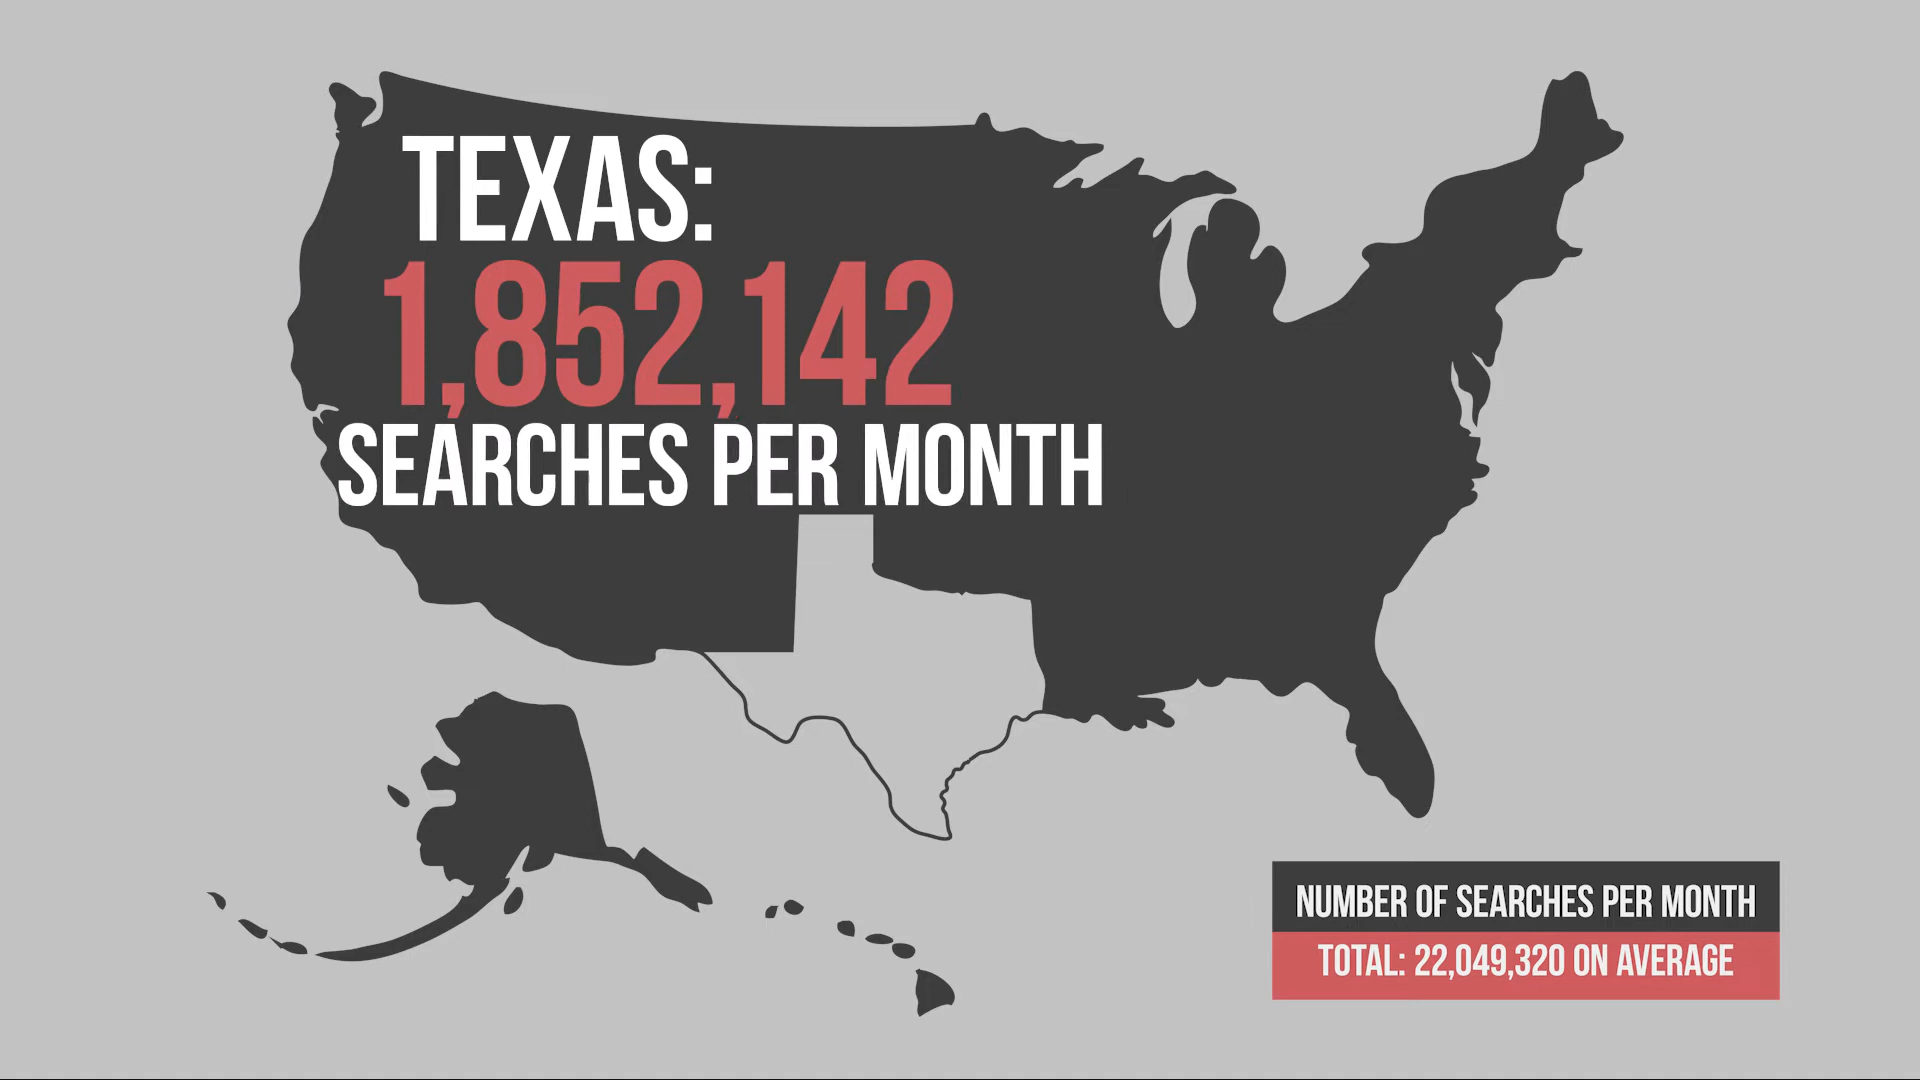 TEXAS:
1,852,142
SEARCHES PER MONTH
NUMBER OF SEARCHES PER MONTH
TOTAL: 22,049,320 ON AVERAGE